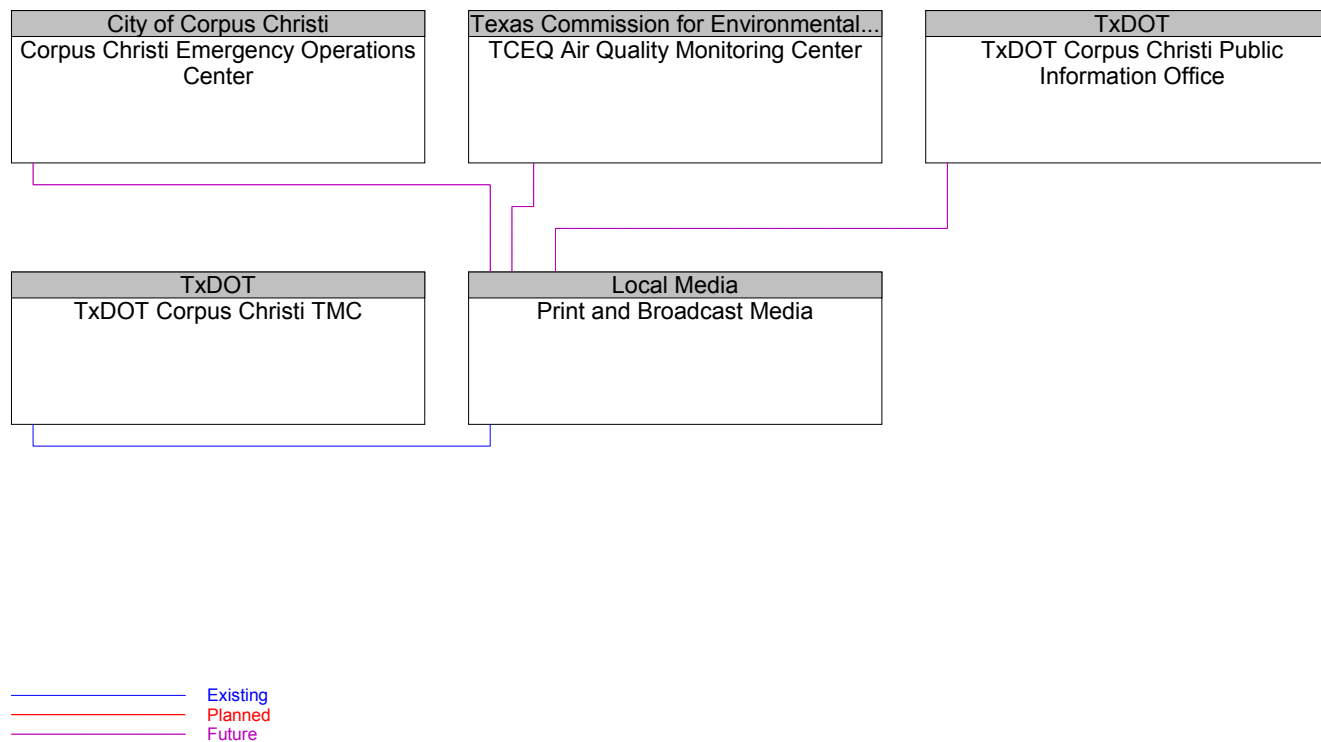 City of Corpus Christi
Corpus Christi Emergency Operations
Center
Texas Commission for Environmental...
TCEQ Air Quality Monitoring Center
TxDOT
TxDOT Corpus Christi Public
Information Office
TxDOT
TxDOT Corpus Christi TMC
Local Media
Print and Broadcast Media
Existing
Planned
Future